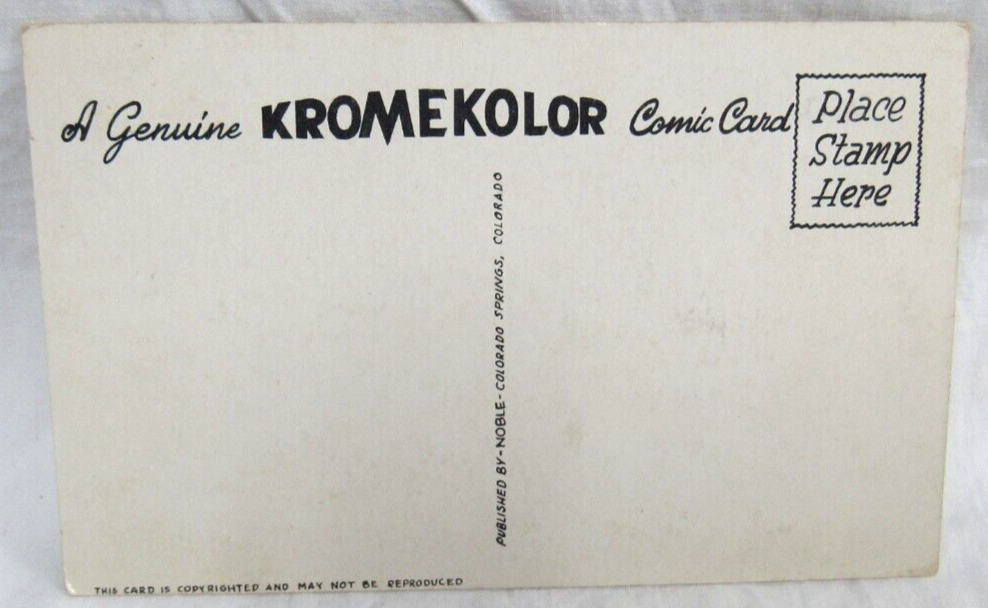 A Genuine KROMEKOLOR Comic Card
Place
Stamp
Here
PUBLISHED BY-NOBLE-COLORADO SPRINGS, COLORADO
THIS CARD IS COPYRIGHTED AND MAY NOT BE REPRODUCED